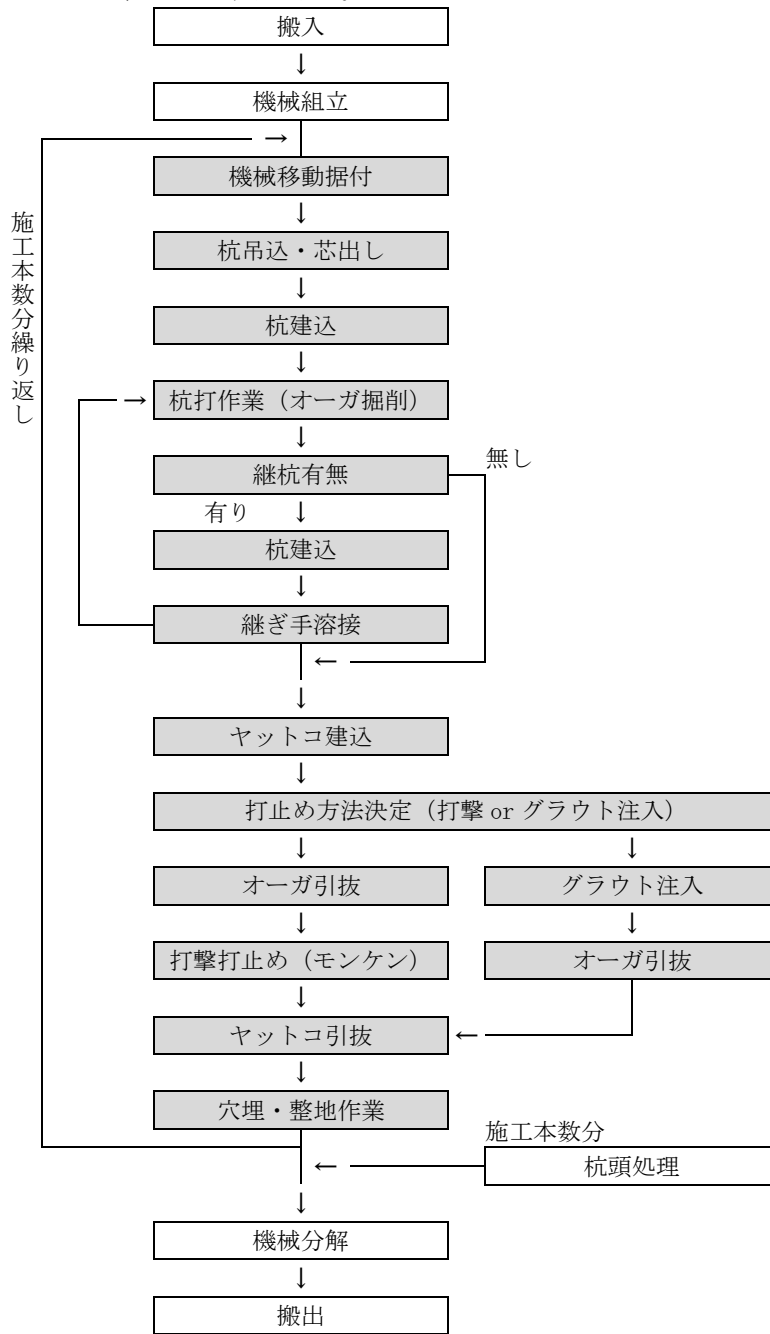 搬入
↓
機械組立
→
機械移動据付
↓
杭吊込・芯出し
↓
杭建込
↓
施工本数分繰り返し
→ 杭打作業（オーガ掘削）
↓
継杭有無
無し
有り ↓
杭建込
↓
継ぎ手溶接
←
↓
ヤットコ建込
↓
打止め方法決定（打撃 or グラウト注入）
↓ ↓
オーガ引抜 グラウト注入
↓ ↓
打撃打止め（モンケン） オーガ引抜
↓
ヤットコ引抜 ←
↓
穴埋・整地作業
施工本数分
← 杭頭処理
↓
機械分解
↓
搬出